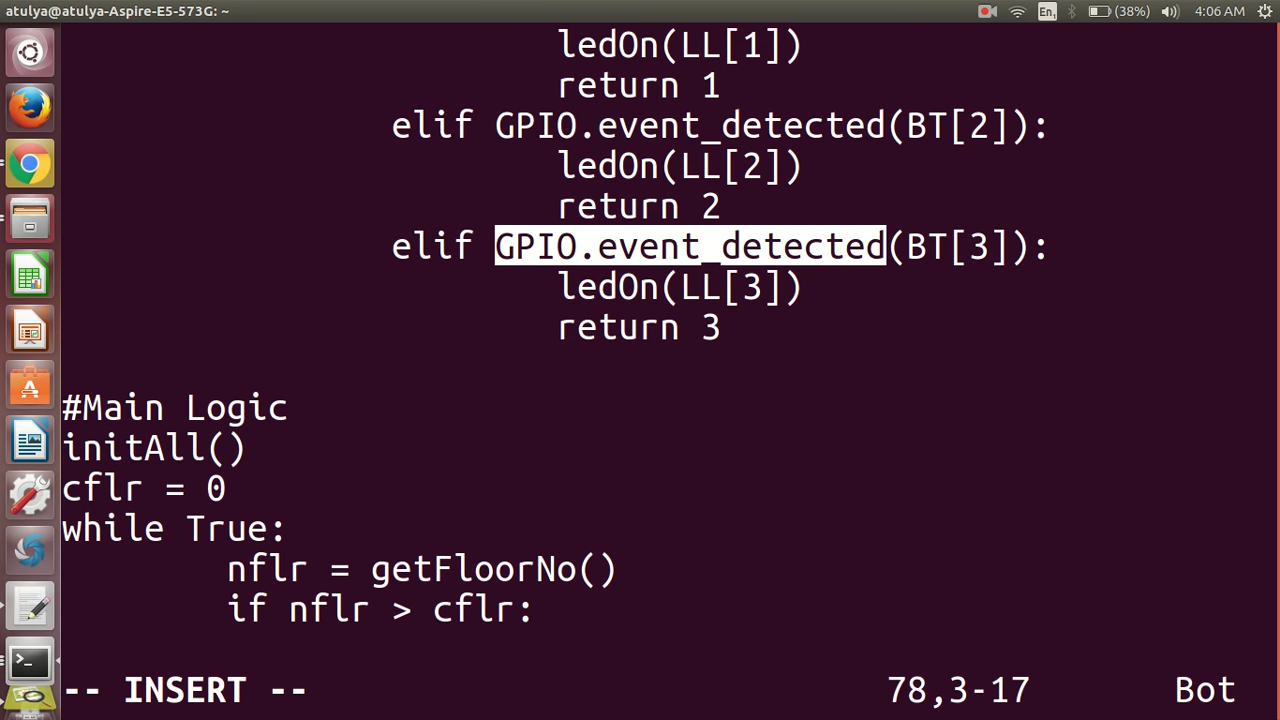 atulya@atulya-Aspire-E5-573G: ~
En1
(38%)
4:06 AM
ledOn(LL[1])
return 1
elif GPIO.event_detected(BT[2]):
ledOn(LL[2])
return 2
elif GPIO.event_detected(BT[3]):
ledOn(LL[3])
return 3
#Main Logic
initAll()
cflr = 0
while True:
nflr = getFloorNo()
if nflr > cflr:
-- INSERT --
78,3-17
Bot